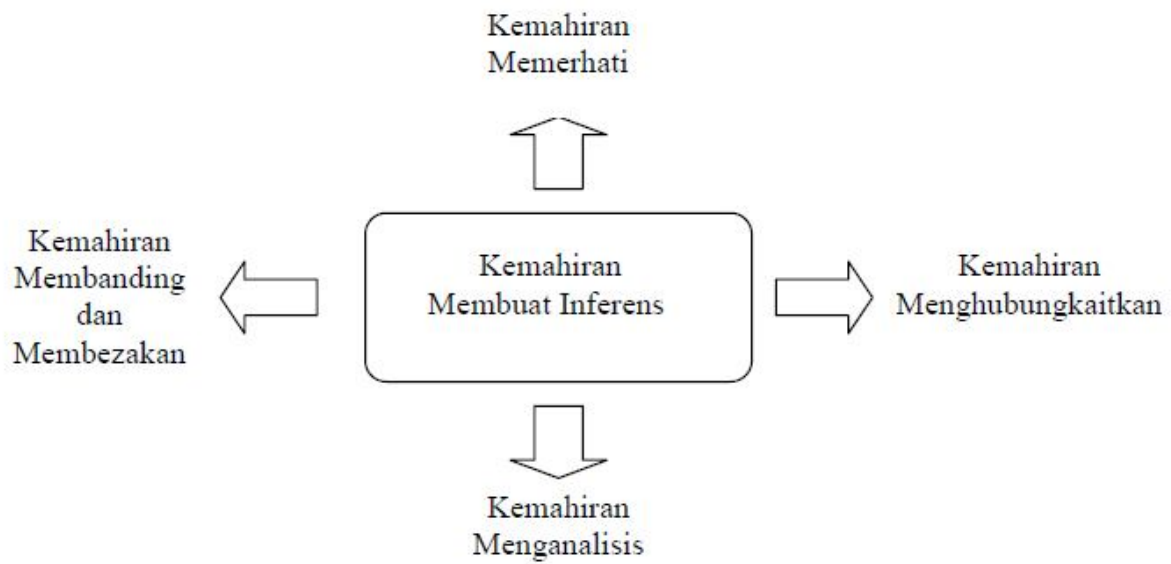 Kemahiran
Memerhati
Kemahiran
Membanding
dan
Membezakan
Kemahiran
Membuat Inferens
Kemahiran
Menghubungkaitkan
Kemahiran
Menganalisis